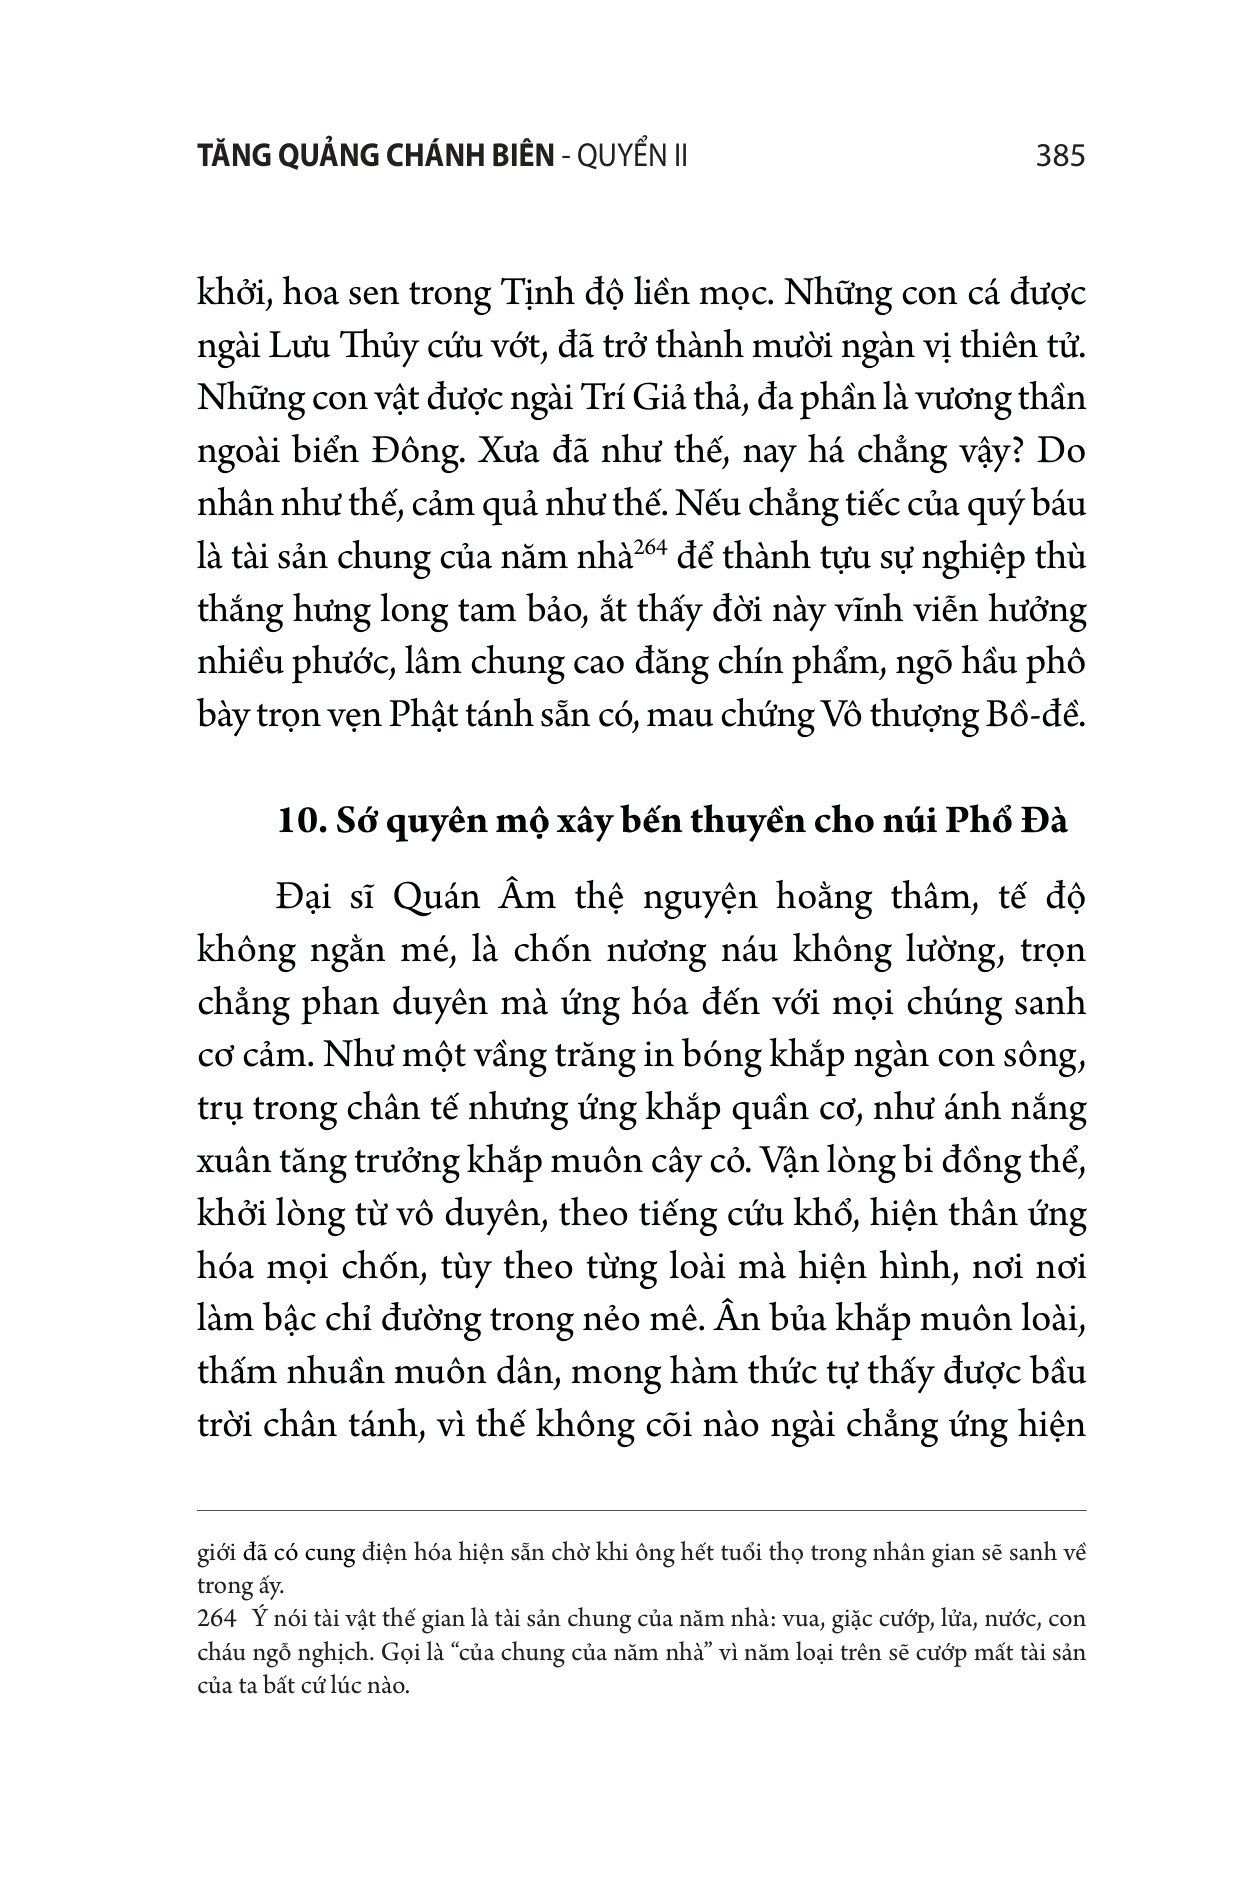 TĂNG QUẢNG CHÁNH BIÊN - QUYỂN II 385
khởi, hoa sen trong Tịnh độ liền mọc. Những con cá được
ngài Lưu Thủy cứu vớt, đã trở thành mười ngàn vị thiên tử.
Những con vật được ngài Trí Giả thả, đa phần là vương thần
ngoài biển Đông. Xưa đã như thế, nay há chẳng vậy? Do
nhân như thế, cảm quả như thế. Nếu chẳng tiếc của quý báu
là tài sản chung của năm nhà264 để thành tựu sự nghiệp thù
thắng hưng long tam bảo, ắt thấy đời này vĩnh viễn hưởng
nhiều phước, lâm chung cao đăng chín phẩm, ngõ hầu phô
bày trọn vẹn Phật tánh sẵn có, mau chứng Vô thượng Bồ-đề.
10. Sớ quyên mộ xây bến thuyền cho núi Phổ Đà
Đại sĩ Quán Âm thệ nguyện hoằng thâm, tế độ
không ngằn mé, là chốn nương náu không lường, trọn
chẳng phan duyên mà ứng hóa đến với mọi chúng sanh
cơ cảm. Như một vầng trăng in bóng khắp ngàn con sông,
trụ trong chân tế nhưng ứng khắp quần cơ, như ánh nắng
xuân tăng trưởng khắp muôn cây cỏ. Vận lòng bi đồng thể,
khởi lòng từ vô duyên, theo tiếng cứu khổ, hiện thân ứng
hóa mọi chốn, tùy theo từng loài mà hiện hình, nơi nơi
làm bậc chỉ đường trong nẻo mê. Ân bủa khắp muôn loài,
thấm nhuần muôn dân, mong hàm thức tự thấy được bầu
trời chân tánh, vì thế không cõi nào ngài chẳng ứng hiện
giới đã có cung điện hóa hiện sẵn chờ khi ông hết tuổi thọ trong nhân gian sẽ sanh về
trong ấy.
264 Ý nói tài vật thế gian là tài sản chung của năm nhà: vua, giặc cướp, lửa, nước, con
cháu ngỗ nghịch. Gọi là “của chung của năm nhà” vì năm loại trên sẽ cướp mất tài sản
của ta bất cứ lúc nào.